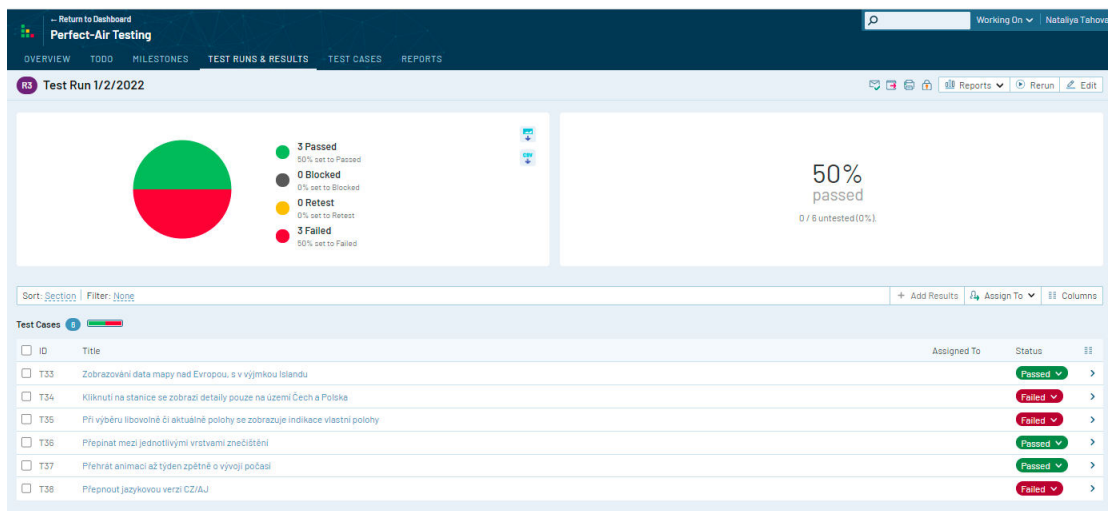 ← Return to Dashboard
Perfect-Air Testing
Working On
Nataliya Tahova
OVERVIEW TODO MILESTONES TEST RUNS & RESULTS TEST CASES REPORTS
R3 Test Run 1/2/2022
Reports Rerun Edit
3 Passed
50% set to Passed
0 Blocked
0% set to Blocked
0 Retest
0% set to Retest
3 Failed
50% set to Failed
CSV
50%
passed
0 / 6 untested (0%).
Sort: Section | Filter: None
+ Add Results Assign To Columns
Test Cases 6
ID Title Assigned To Status
T33 Zobrazování data mapy nad Evropou, s v výjmkou Islandu Passed
T34 Kliknutí na stanice se zobrazí detaily pouze na území Čech a Polska Failed
T35 Při výběru libovolně či aktuálně polohy se zobrazuje indikace vlastní polohy Failed
T36 Přepínat mezi jednotlivými vrstvami znečištění Passed
T37 Přehrát animaci až týden zpětně o vývoji počasí Passed
T38 Přepnout jazykovou verzi CZ/AJ Failed